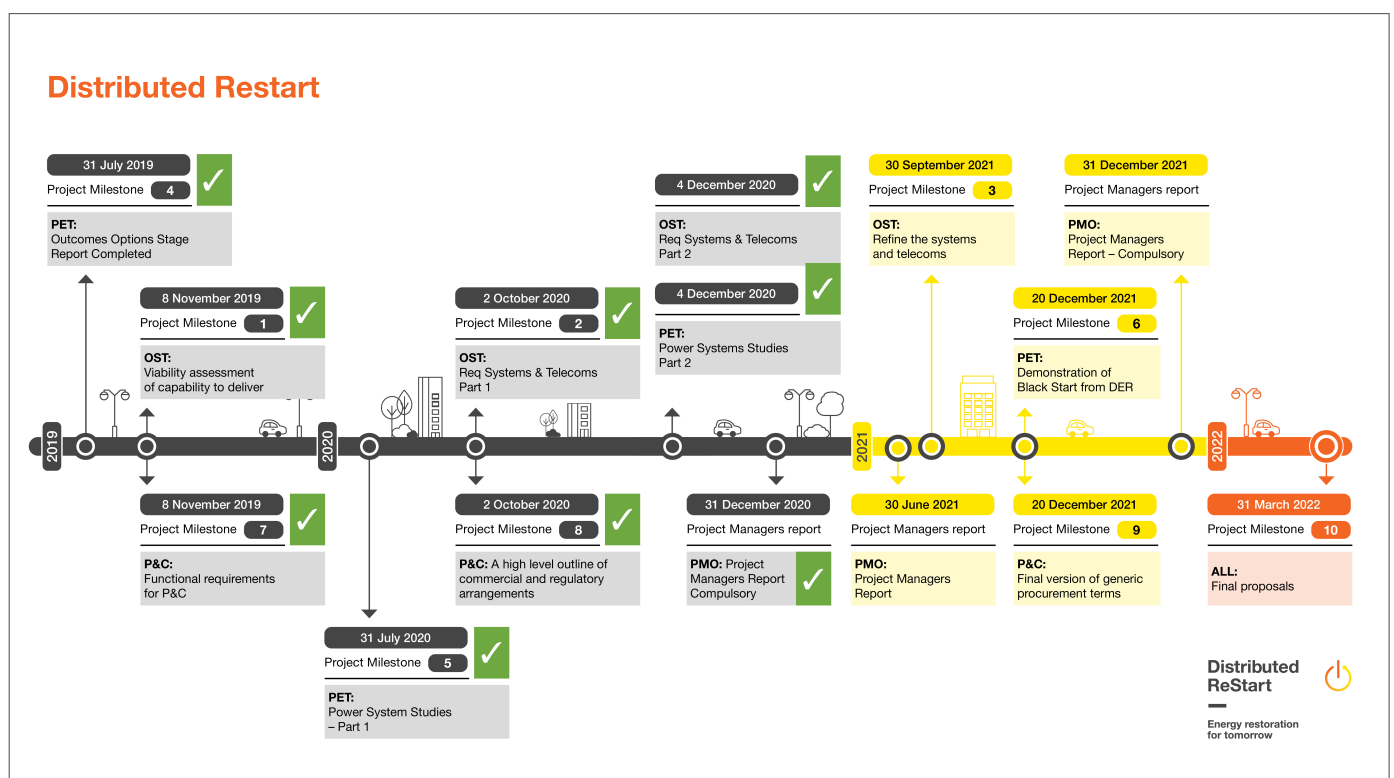 Distributed Restart
31 July 2019
Project Milestone 4
PET:
Outcomes Options Stage
Report Completed
8 November 2019
Project Milestone 1
OST:
Viability assessment
of capability to deliver
2 October 2020
Project Milestone 2
OST:
Req Systems & Telecoms
Part 1
4 December 2020
OST:
Req Systems & Telecoms
Part 2
4 December 2020
PET:
Power Systems Studies
Part 2
30 September 2021
Project Milestone 3
OST:
Refine the systems
and telecoms
31 December 2021
Project Managers report
PMO:
Project Managers
Report – Compulsory
20 December 2021
Project Milestone 6
PET:
Demonstration of
Black Start from DER
2019
2020
2021
2022
8 November 2019
Project Milestone 7
P&C:
Functional requirements
for P&C
31 July 2020
Project Milestone 5
PET:
Power System Studies
– Part 1
2 October 2020
Project Milestone 8
P&C: A high level outline of
commercial and regulatory
arrangements
31 December 2020
Project Managers report
PMO: Project
Managers Report
Compulsory
30 June 2021
Project Managers report
PMO:
Project Managers
Report
20 December 2021
Project Milestone 9
P&C:
Final version of generic
procurement terms
31 March 2022
Project Milestone 10
ALL:
Final proposals
Distributed
ReStart
Energy restoration
for tomorrow